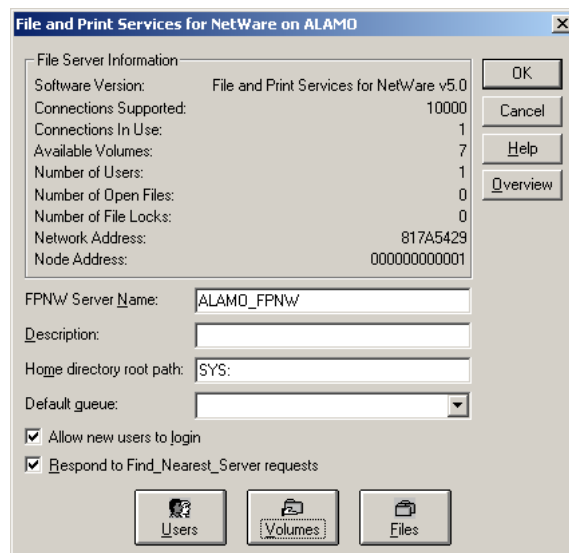 File and Print Services for NetWare on ALAMO
File Server Information
Software Version: File and Print Services for NetWare v5.0
Connections Supported: 10000
Connections In Use: 1
Available Volumes: 7
Number of Users: 1
Number of Open Files: 0
Number of File Locks: 0
Network Address: 817A5429
Node Address: 000000000001
OK
Cancel
Help
Overview
FPNW Server Name: ALAMO_FPNW
Description:
Home directory root path: SYS:
Default queue:
Allow new users to login
Respond to Find_Nearest_Server requests
Users Volumes Files